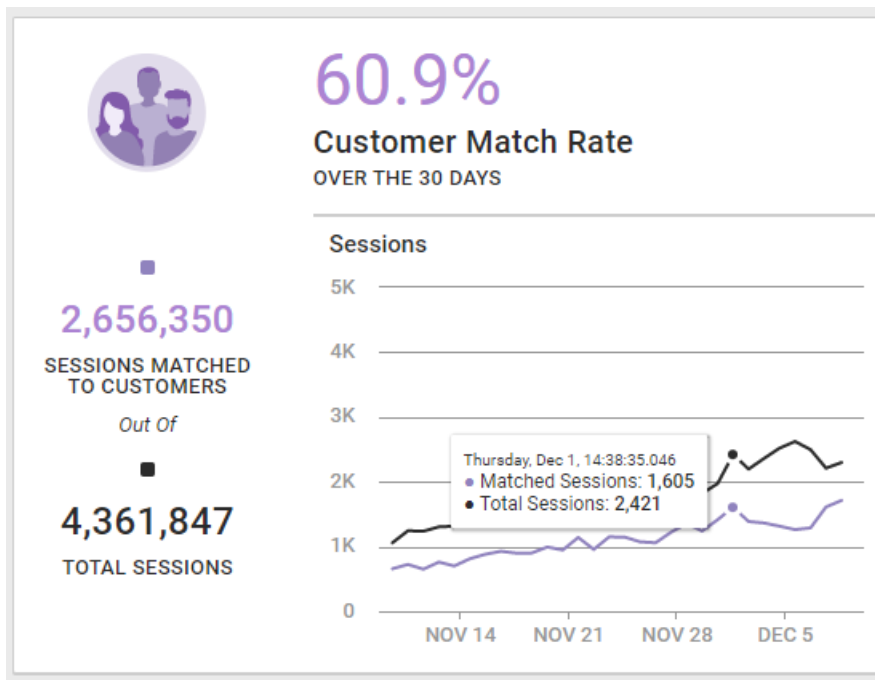 60.9%
Customer Match Rate
OVER THE 30 DAYS
2,656,350
SESSIONS MATCHED
TO CUSTOMERS
Out Of
4,361,847
TOTAL SESSIONS
Sessions
5K
4K
3K
2K
1K
0
Thursday, Dec 1, 14:38:35.046
Matched Sessions: 1,605
Total Sessions: 2,421
NOV 14 NOV 21 NOV 28 DEC 5